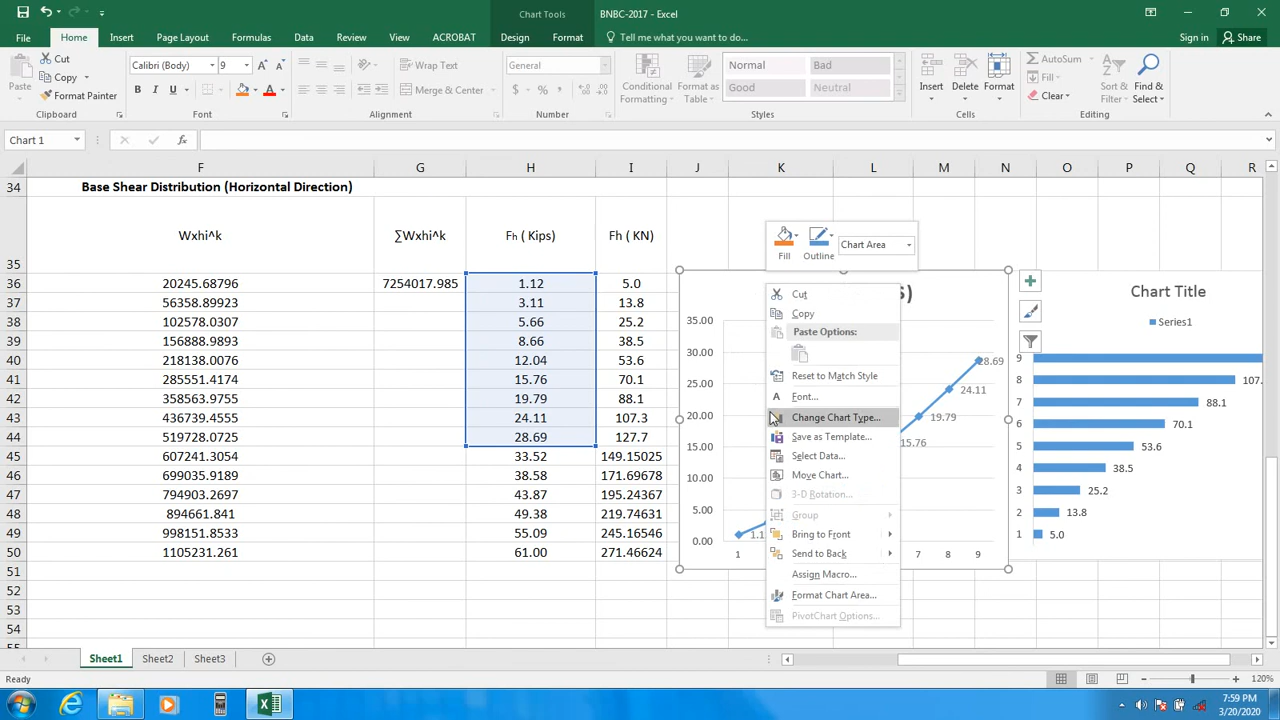 Chart Tools
BNBC-2017 - Excel
File Home Insert Page Layout Formulas Data Review View ACROBAT Design Format Tell me what you want to do... Sign in Share
Paste
Cut
Copy
Format Painter
Clipboard
Calibri (Body) 9
B I U
Font
Wrap Text
Merge & Center
Alignment
General
$ % ,
Number
Conditional Formatting
Format as Table
Normal Bad
Good Neutral
Styles
Insert Delete Format
Cells
AutoSum
Fill
Clear
Sort & Filter
Find & Select
Editing
Chart 1
fx
F G H I J K L M N O P Q R
34 Base Shear Distribution (Horizontal Direction)
35 Wxhi^k ∑Wxhi^k Fh ( Kips) Fh ( KN)
36 20245.68796 7254017.985 1.12 5.0
37 56358.89923 3.11 13.8
38 102578.0307 5.66 25.2
39 156888.9893 8.66 38.5
40 218138.0076 12.04 53.6
41 285551.4174 15.76 70.1
42 358563.9755 19.79 88.1
43 436739.4555 24.11 107.3
44 519728.0725 28.69 127.7
45 607241.3054 33.52 149.15025
46 699035.9189 38.58 171.69678
47 794903.2697 43.87 195.24367
48 894661.841 49.38 219.74631
49 998151.8533 55.09 245.16546
50 1105231.261 61.00 271.46624
51
52
53
54
55
Fill
Outline
Chart Area
Cut
Copy
Paste Options:
Reset to Match Style
Font...
Change Chart Type...
Save as Template...
Select Data...
Move Chart...
3-D Rotation...
Group
Bring to Front
Send to Back
Assign Macro...
Format Chart Area...
PivotChart Options...
35.00
30.00
25.00
20.00
15.00
10.00
5.00
0.00
28.69
24.11
19.79
15.76
1 7 8 9
Chart Title
Series1
9
8 107.
7 88.1
6 70.1
5 53.6
4 38.5
3 25.2
2 13.8
1 5.0
Sheet1 Sheet2 Sheet3
Ready
120%
7:59 PM
3/20/2020